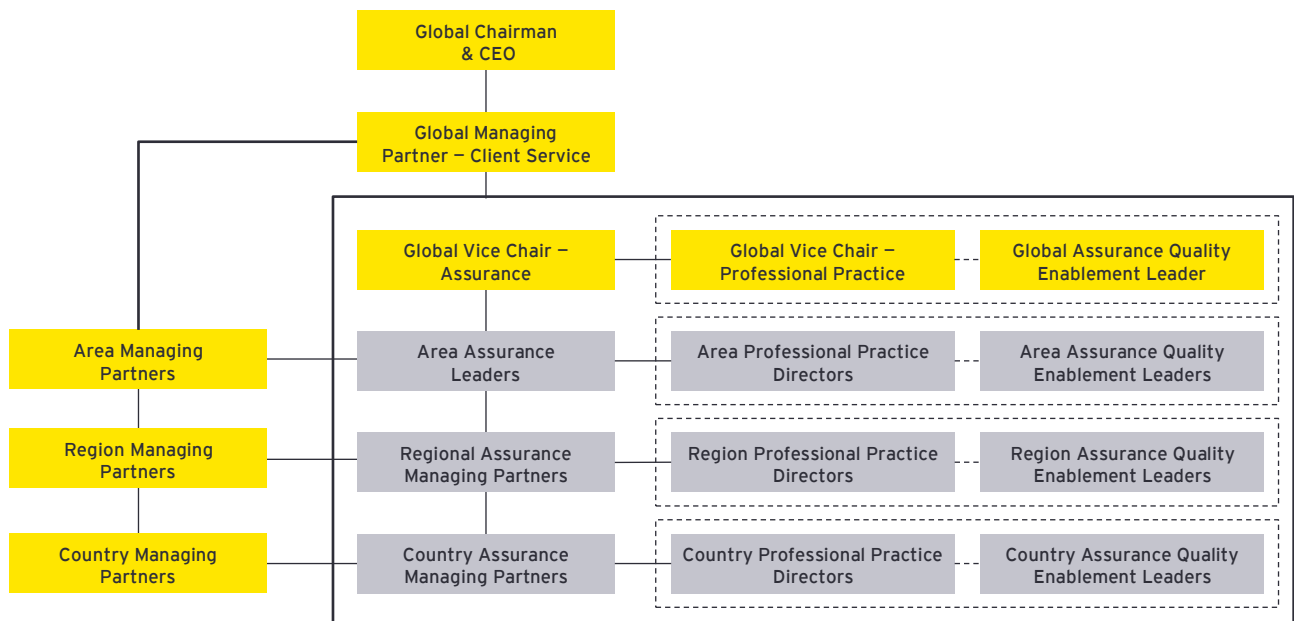 Global Chairman
& CEO
Global Managing
Partner – Client Service
Global Vice Chair –
Assurance
Global Vice Chair –
Professional Practice
Global Assurance Quality
Enablement Leader
Area Managing
Partners
Area Assurance
Leaders
Area Professional Practice
Directors
Area Assurance Quality
Enablement Leaders
Region Managing
Partners
Regional Assurance
Managing Partners
Region Professional Practice
Directors
Region Assurance Quality
Enablement Leaders
Country Managing
Partners
Country Assurance
Managing Partners
Country Professional Practice
Directors
Country Assurance Quality
Enablement Leaders